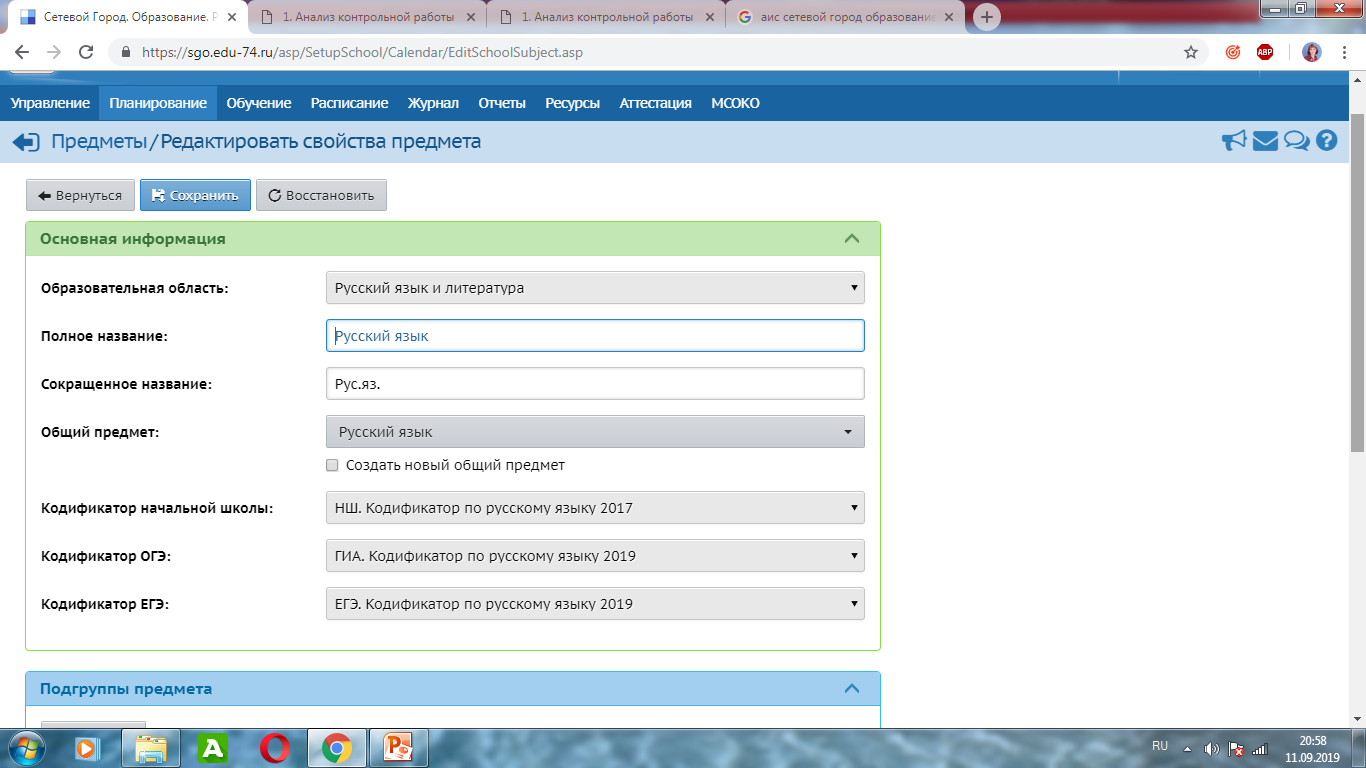 Сетевой Город. Образование. Р
1. Анализ контрольной работы
1. Анализ контрольной работы
аис сетевой город образование
https://sgo.edu-74.ru/asp/SetupSchool/Calendar/EditSchoolSubject.asp
ABP
Управление Планирование Обучение Расписание Журнал Отчеты Ресурсы Аттестация МСОКО
Предметы/Редактировать свойства предмета
Вернуться Сохранить Восстановить
Основная информация
Образовательная область: Русский язык и литература
Полное название: Русский язык
Сокращенное название: Рус.яз.
Общий предмет: Русский язык
Создать новый общий предмет
Кодификатор начальной школы: НШ. Кодификатор по русскому языку 2017
Кодификатор ОГЭ: ГИА. Кодификатор по русскому языку 2019
Кодификатор ЕГЭ: ЕГЭ. Кодификатор по русскому языку 2019
Подгруппы предмета
RU
20:58
11.09.2019